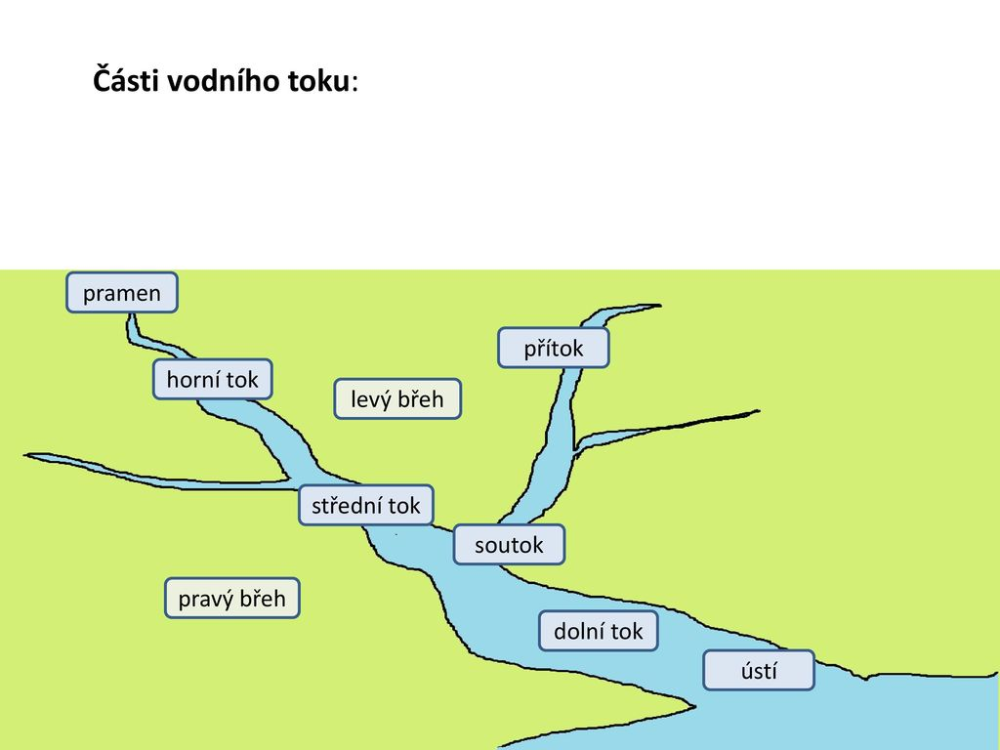 Části vodního toku:
pramen
přítok
horní tok
levý břeh
střední tok
soutok
pravý břeh
dolní tok
ústí